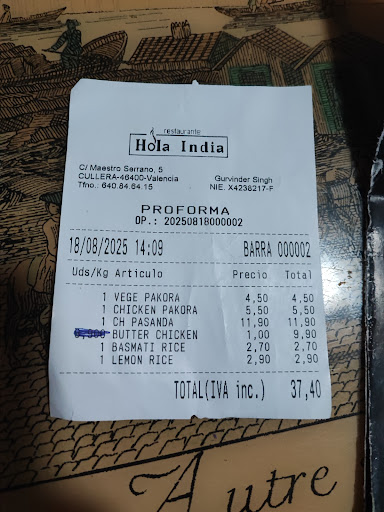 restaurante
Hola India
C/ Maestro Serrano, 5
CULLERA-46400-Valencia
Tfno.: 640.84.64.15
Gurvinder Singh
NIE. X4238217-F
PROFORMA
OP.: 20250818000002
18/08/2025 14:09 BARRA 000002
Uds/Kg Artículo Precio Total
1 VEGE PAKORA 4,50 4,50
1 CHICKEN PAKORA 5,50 5,50
1 CH PASANDA 11,90 11,90
BUTTER CHICKEN 1,00 9,90
1 BASMATI RICE 2,70 2,70
1 LEMON RICE 2,90 2,90
TOTAL(IVA inc.) 37,40
Autre